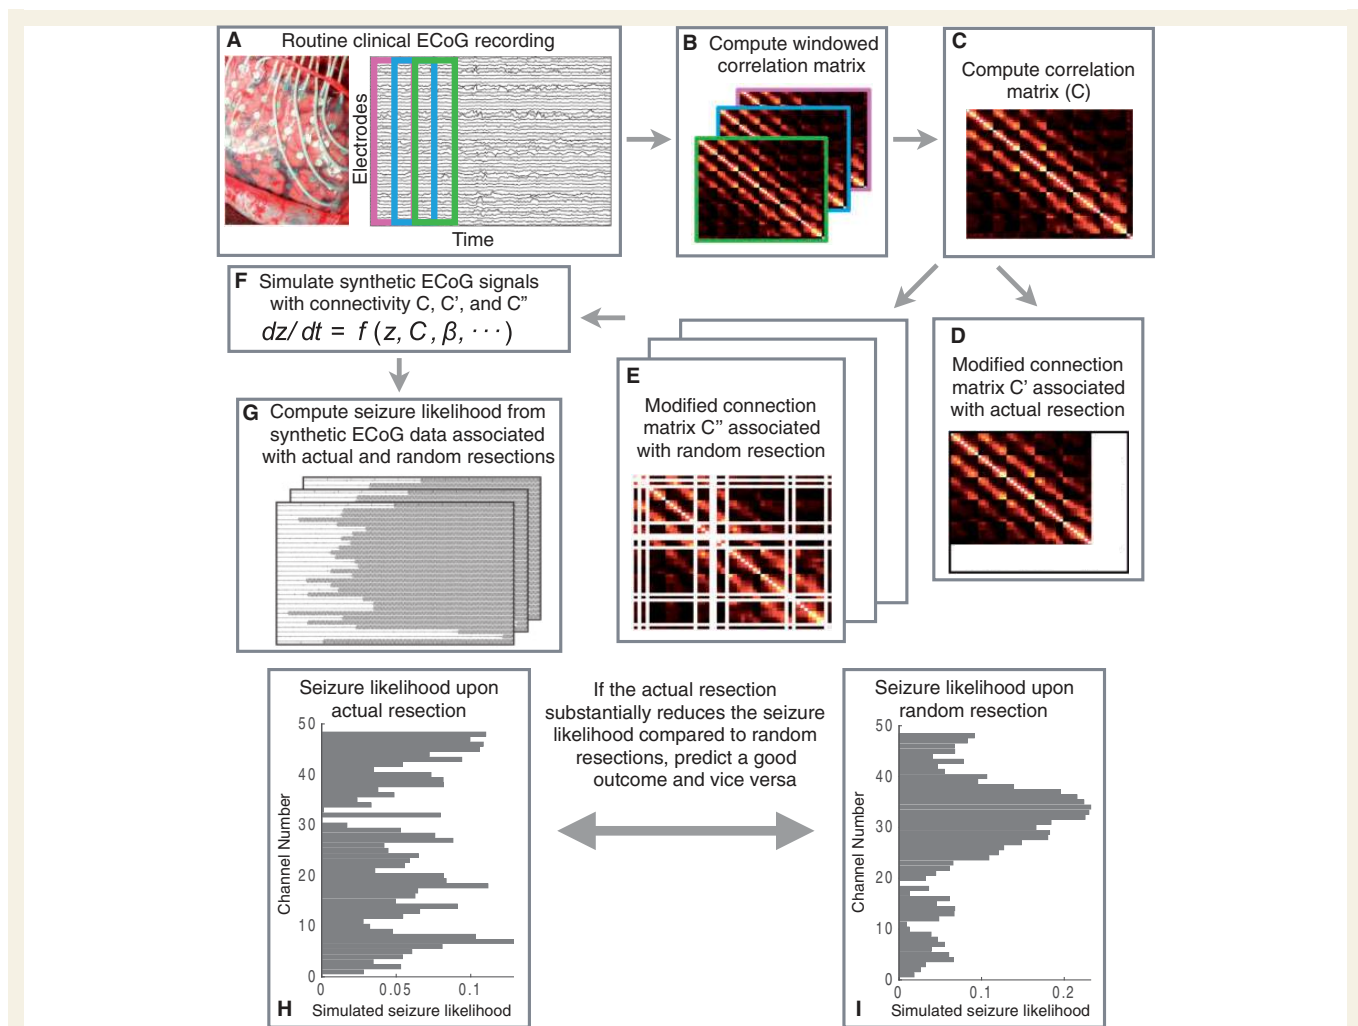 A Routine clinical ECoG recording
Electrodes
Time
B Compute windowed
correlation matrix
C
Compute correlation
matrix (C)
D
Modified connection
matrix C' associated
with actual resection
E
Modified connection
matrix C” associated
with random resection
F Simulate synthetic ECoG signals
with connectivity C, C’, and C”
dz/dt = f (z, C, β, ···)
G Compute seizure likelihood from
synthetic ECoG data associated
with actual and random resections
Seizure likelihood upon
actual resection
50
40
30
20
10
0
Channel Number
0 0.05 0.1
H Simulated seizure likelihood
If the actual resection
substantially reduces the seizure
likelihood compared to random
resections, predict a good
outcome and vice versa
Seizure likelihood upon
random resection
50
40
30
20
10
0
Channel Number
0 0.1 0.2
I Simulated seizure likelihood